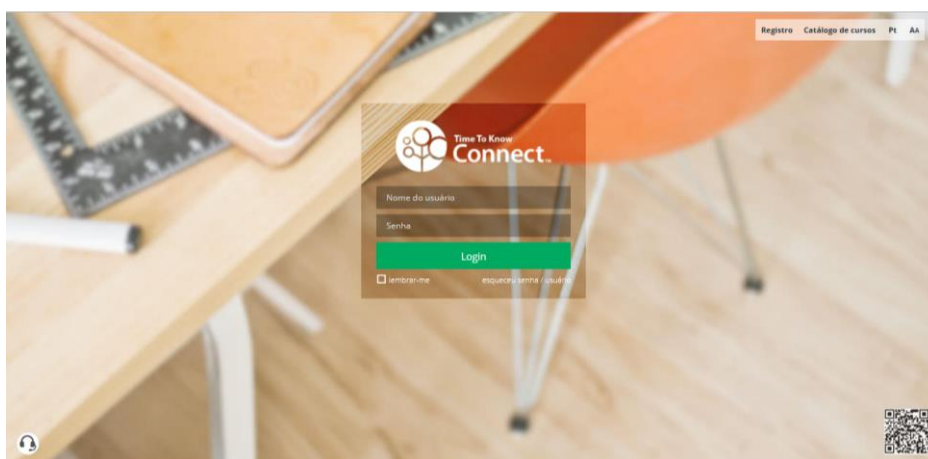 Registro Catálogo de cursos Pt AA
Time To Know
Connect™
Nome do usuário
Senha
Login
lembrar-me esqueceu senha / usuário